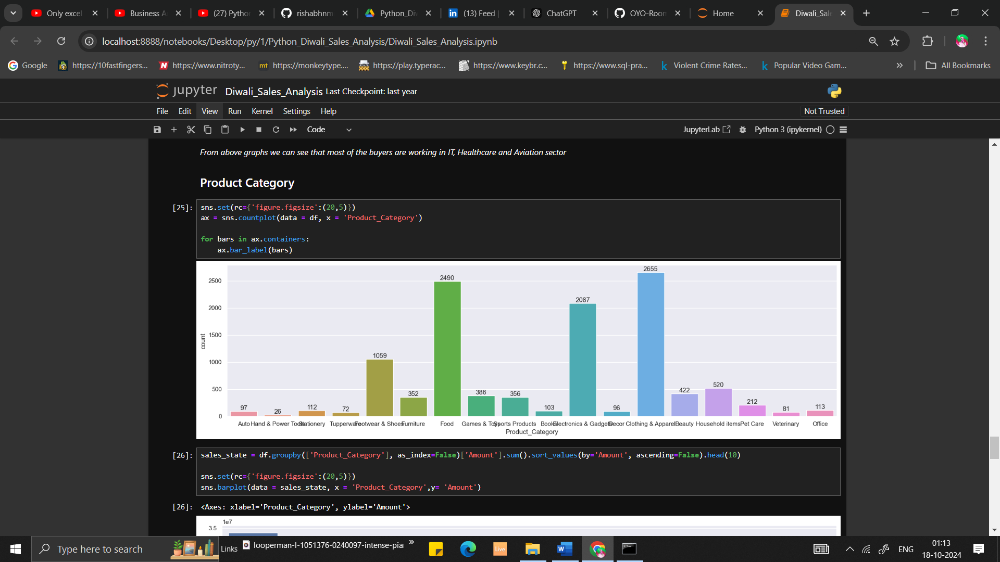 Only excel
Business A
(27) Pytho
rishabhnm
Python_Di
(13) Feed |
ChatGPT
OYO-Roor
Home
Diwali_Sale
localhost:8888/notebooks/Desktop/py/1/Python_Diwali_Sales_Analysis/Diwali_Sales_Analysis.ipynb
Google
https://10fastfingers...
https://www.nitroty...
mt https://monkeytype....
https://play.typerac...
https://www.keybr.c...
https://www.sql-pra...
k Violent Crime Rates...
k Popular Video Gam...
All Bookmarks
jupyter Diwali_Sales_Analysis Last Checkpoint: last year
File Edit View Run Kernel Settings Help
Not Trusted
Code
JupyterLab
Python 3 (ipykernel)
From above graphs we can see that most of the buyers are working in IT, Healthcare and Aviation sector
Product Category
[25]: sns.set(rc={'figure.figsize':(20,5)})
ax = sns.countplot(data = df, x = 'Product_Category')
for bars in ax.containers:
    ax.bar_label(bars)
2655
2490
2500
2087
2000
1500
count
1059
1000
97 26 112 72 352 386 356 103 96 422 520 212 81 113
500
0
Auto Hand & Power Tools Stationery Tupperware Footwear & Shoes Furniture Food Games & Toys Sports Products Books Electronics & Gadgets Decor Clothing & Apparel Beauty Household items Pet Care Veterinary Office
Product_Category
[26]: sales_state = df.groupby(['Product_Category'], as_index=False)['Amount'].sum().sort_values(by='Amount', ascending=False).head(10)
sns.set(rc={'figure.figsize':(20,5)})
sns.barplot(data = sales_state, x = 'Product_Category',y= 'Amount')
[26]: <Axes: xlabel='Product_Category', ylabel='Amount'>
1e7
3.5
Type here to search
Links
looperman-l-1051376-0240097-intense-piar
Live
ENG
01:13
18-10-2024